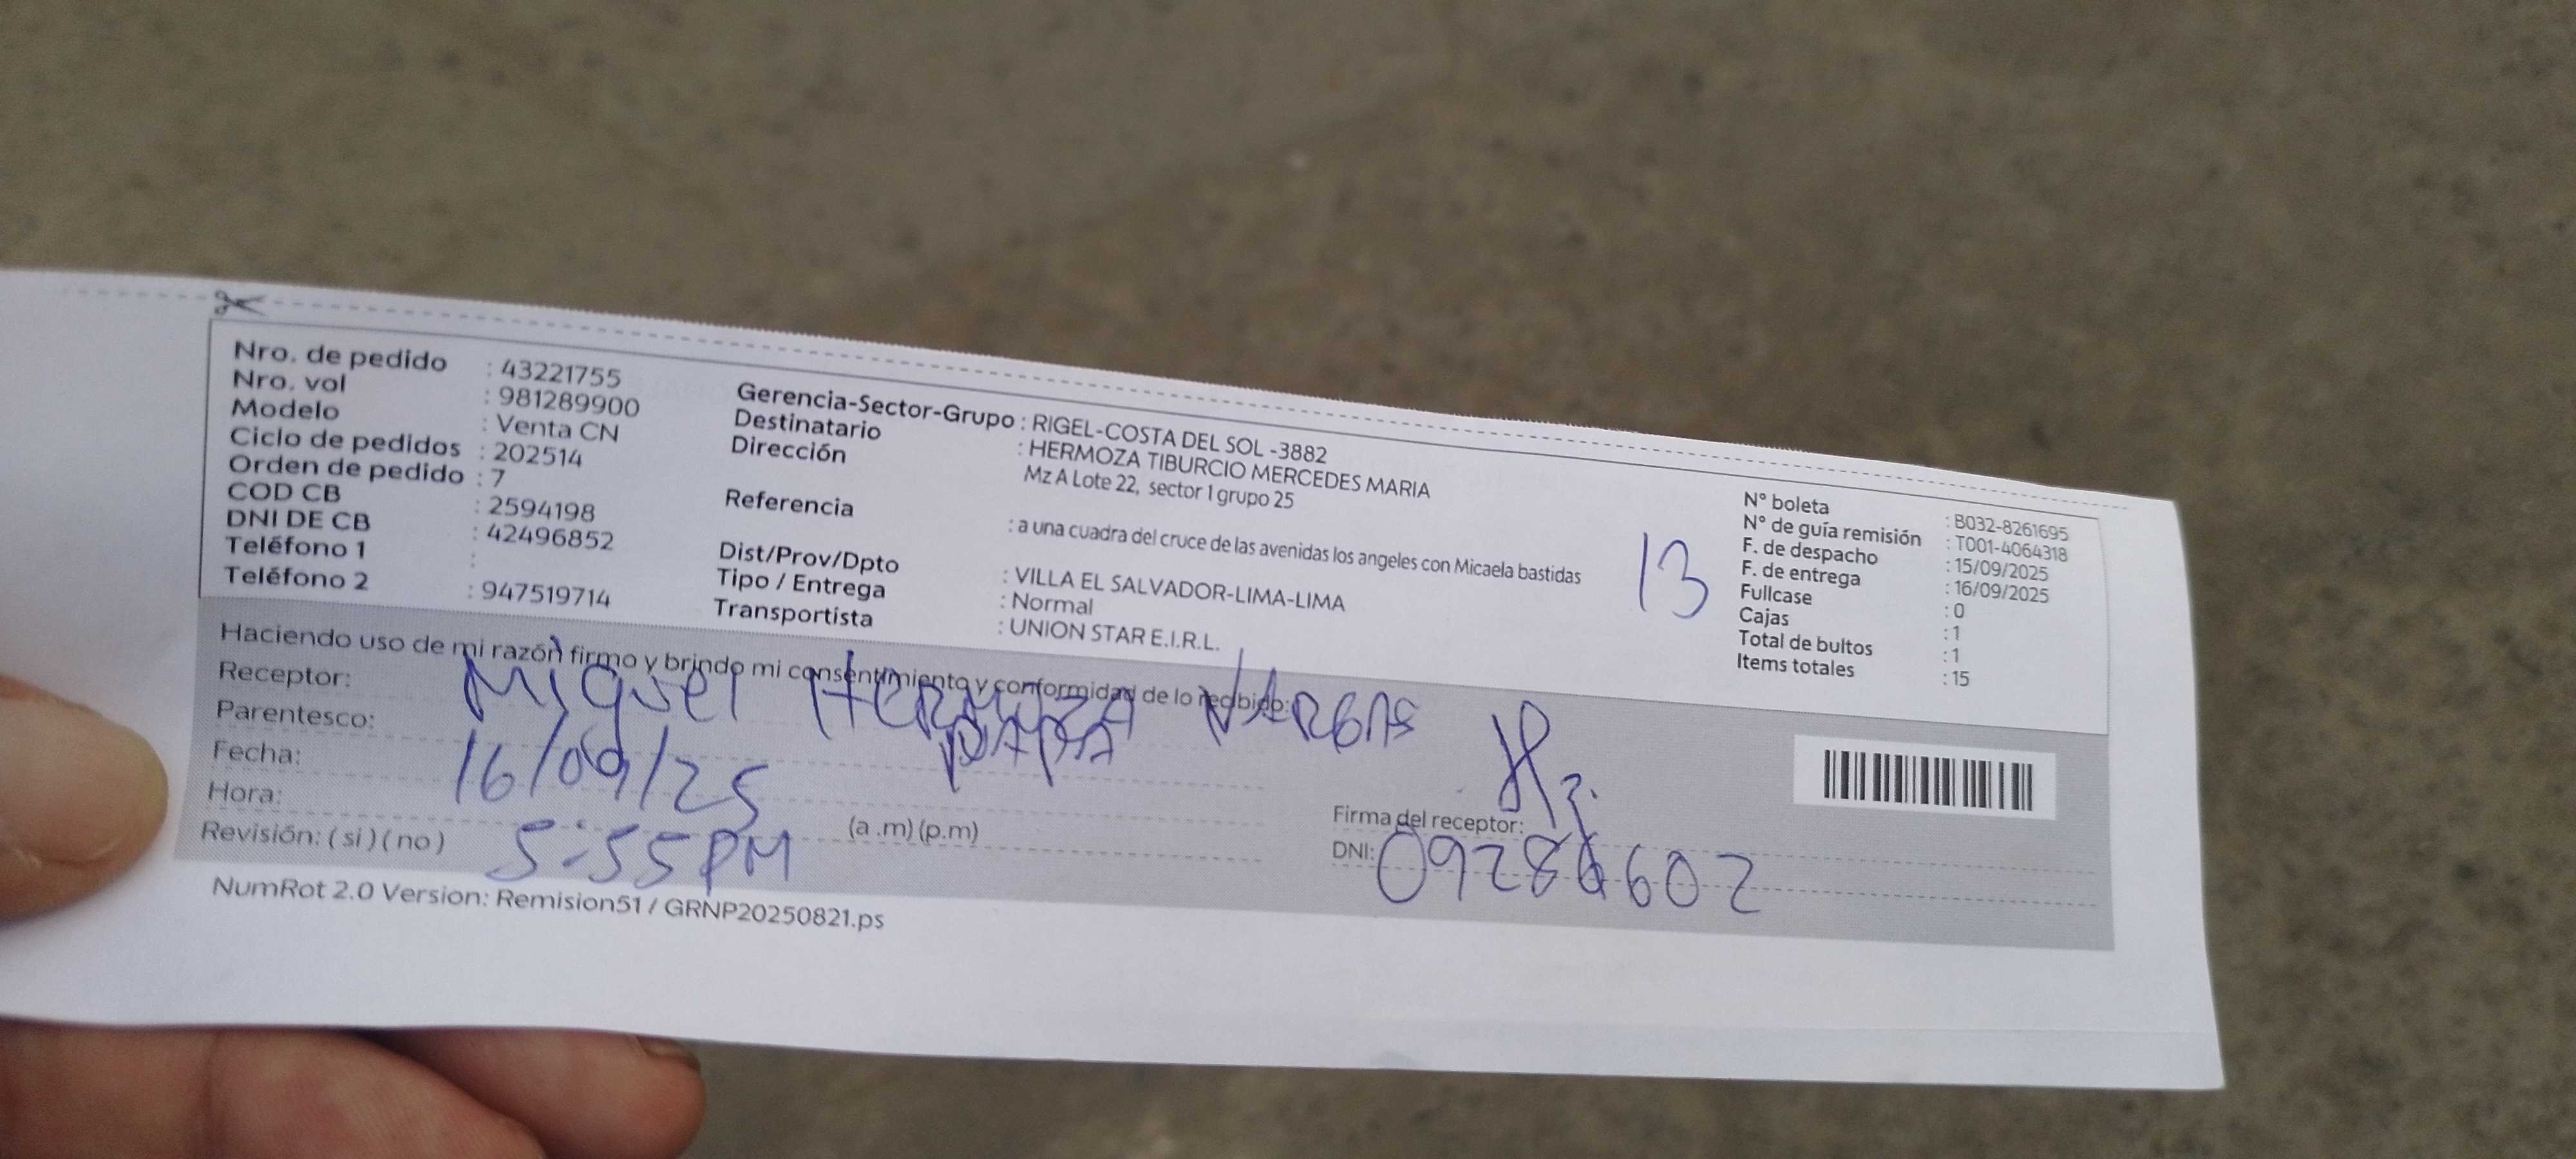 Nro. de pedido : 43221755
Nro. vol : 981289900
Modelo : Venta CN
Ciclo de pedidos : 202514
Orden de pedido : 7
COD CB : 2594198
DNI DE CB : 42496852
Teléfono 1 :
Teléfono 2 : 947519714
Gerencia-Sector-Grupo : RIGEL-COSTA DEL SOL -3882
Destinatario : HERMOZA TIBURCIO MERCEDES MARIA
Dirección Mz A Lote 22, sector 1 grupo 25
Referencia : a una cuadra del cruce de las avenidas los angeles con Micaela bastidas
Dist/Prov/Dpto : VILLA EL SALVADOR-LIMA-LIMA
Tipo / Entrega : Normal
Transportista : UNION STAR E.I.R.L.
13
N° boleta : B032-8261695
N° de guía remisión : T001-4064318
F. de despacho : 15/09/2025
F. de entrega : 16/09/2025
Fullcase : 0
Cajas : 1
Total de bultos : 1
Items totales : 15
Haciendo uso de mi razón firmo y brindo mi consentimiento y conformidad de lo recibido:
Receptor: Miguel HERMOZA VARGAS
Parentesco: PAPA
Fecha: 16/09/25
Hora: 5:55 PM (a .m) (p.m)
Revisión: ( si ) ( no )
Firma del receptor:
DNI: 09286602
NumRot 2.0 Version: Remision51 / GRNP20250821.ps